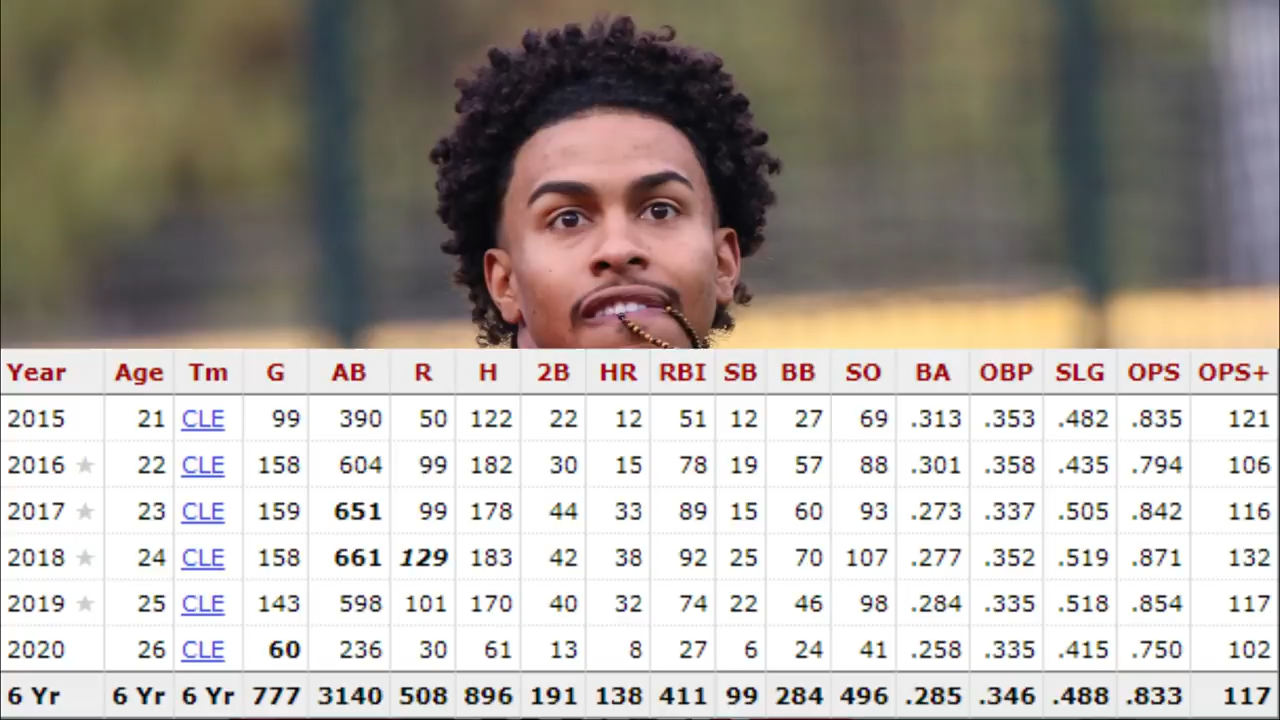 Year Age Tm G AB R H 2B HR RBI SB BB SO BA OBP SLG OPS OPS+
2015 21 CLE 99 390 50 122 22 12 51 12 27 69 .313 .353 .482 .835 121
2016 ★ 22 CLE 158 604 99 182 30 15 78 19 57 88 .301 .358 .435 .794 106
2017 ★ 23 CLE 159 651 99 178 44 33 89 15 60 93 .273 .337 .505 .842 116
2018 ★ 24 CLE 158 661 129 183 42 38 92 25 70 107 .277 .352 .519 .871 132
2019 ★ 25 CLE 143 598 101 170 40 32 74 22 46 98 .284 .335 .518 .854 117
2020 26 CLE 60 236 30 61 13 8 27 6 24 41 .258 .335 .415 .750 102
6 Yr 6 Yr 6 Yr 777 3140 508 896 191 138 411 99 284 496 .285 .346 .488 .833 117